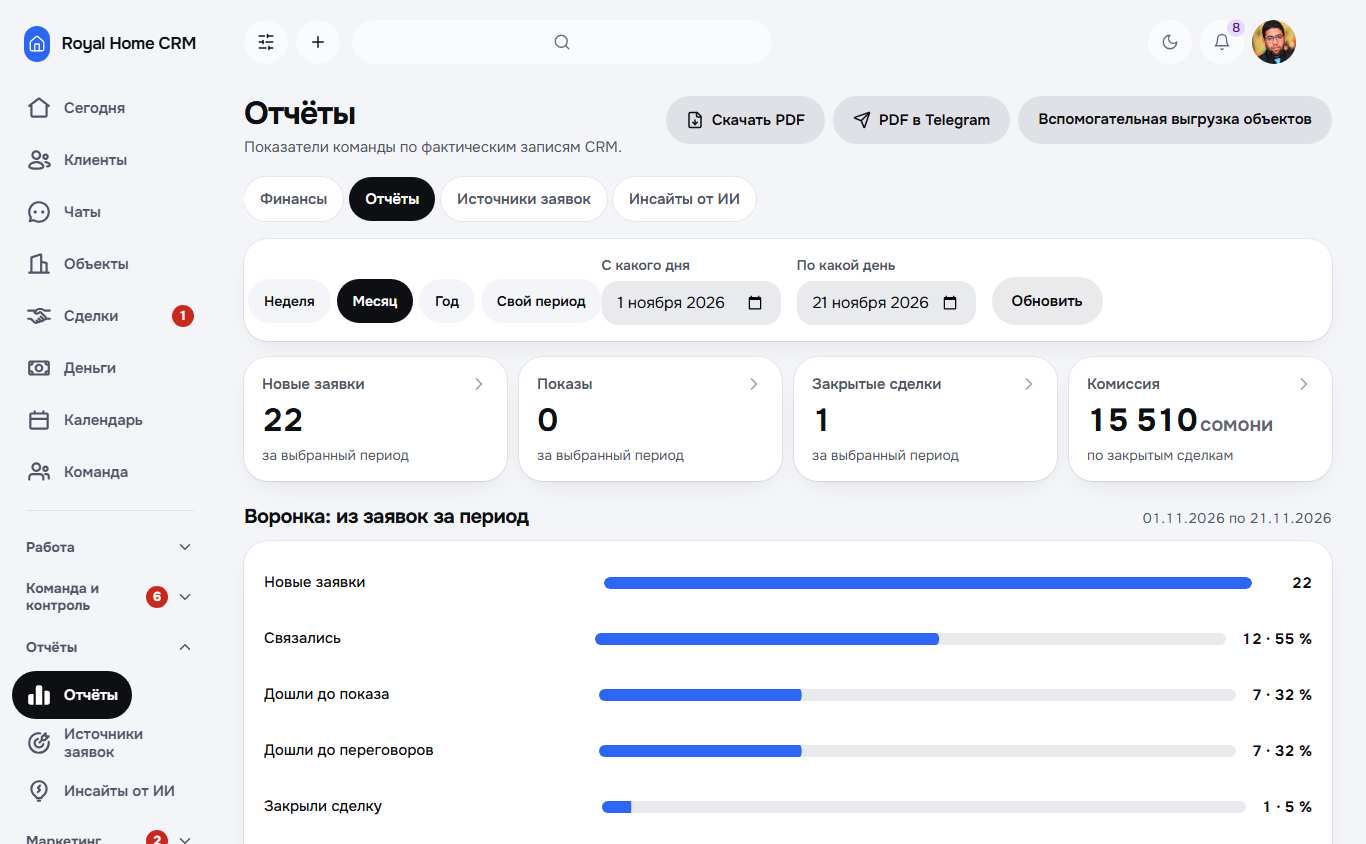 Royal Home CRM
8
Сегодня
Клиенты
Чаты
Объекты
Сделки
1
Деньги
Календарь
Команда
Работа
Команда и
контроль
6
Отчёты
Отчёты
Источники
заявок
Инсайты от ИИ
Маркетинг
2
Отчёты
Показатели команды по фактическим записям CRM.
Скачать PDF
PDF в Telegram
Вспомогательная выгрузка объектов
Финансы
Отчёты
Источники заявок
Инсайты от ИИ
Неделя
Месяц
Год
Свой период
С какого дня
1 ноября 2026
По какой день
21 ноября 2026
Обновить
Новые заявки
22
за выбранный период
Показы
0
за выбранный период
Закрытые сделки
1
за выбранный период
Комиссия
15 510 сомони
по закрытым сделкам
Воронка: из заявок за период
01.11.2026 по 21.11.2026
Новые заявки 22
Связались 12 · 55 %
Дошли до показа 7 · 32 %
Дошли до переговоров 7 · 32 %
Закрыли сделку 1 · 5 %